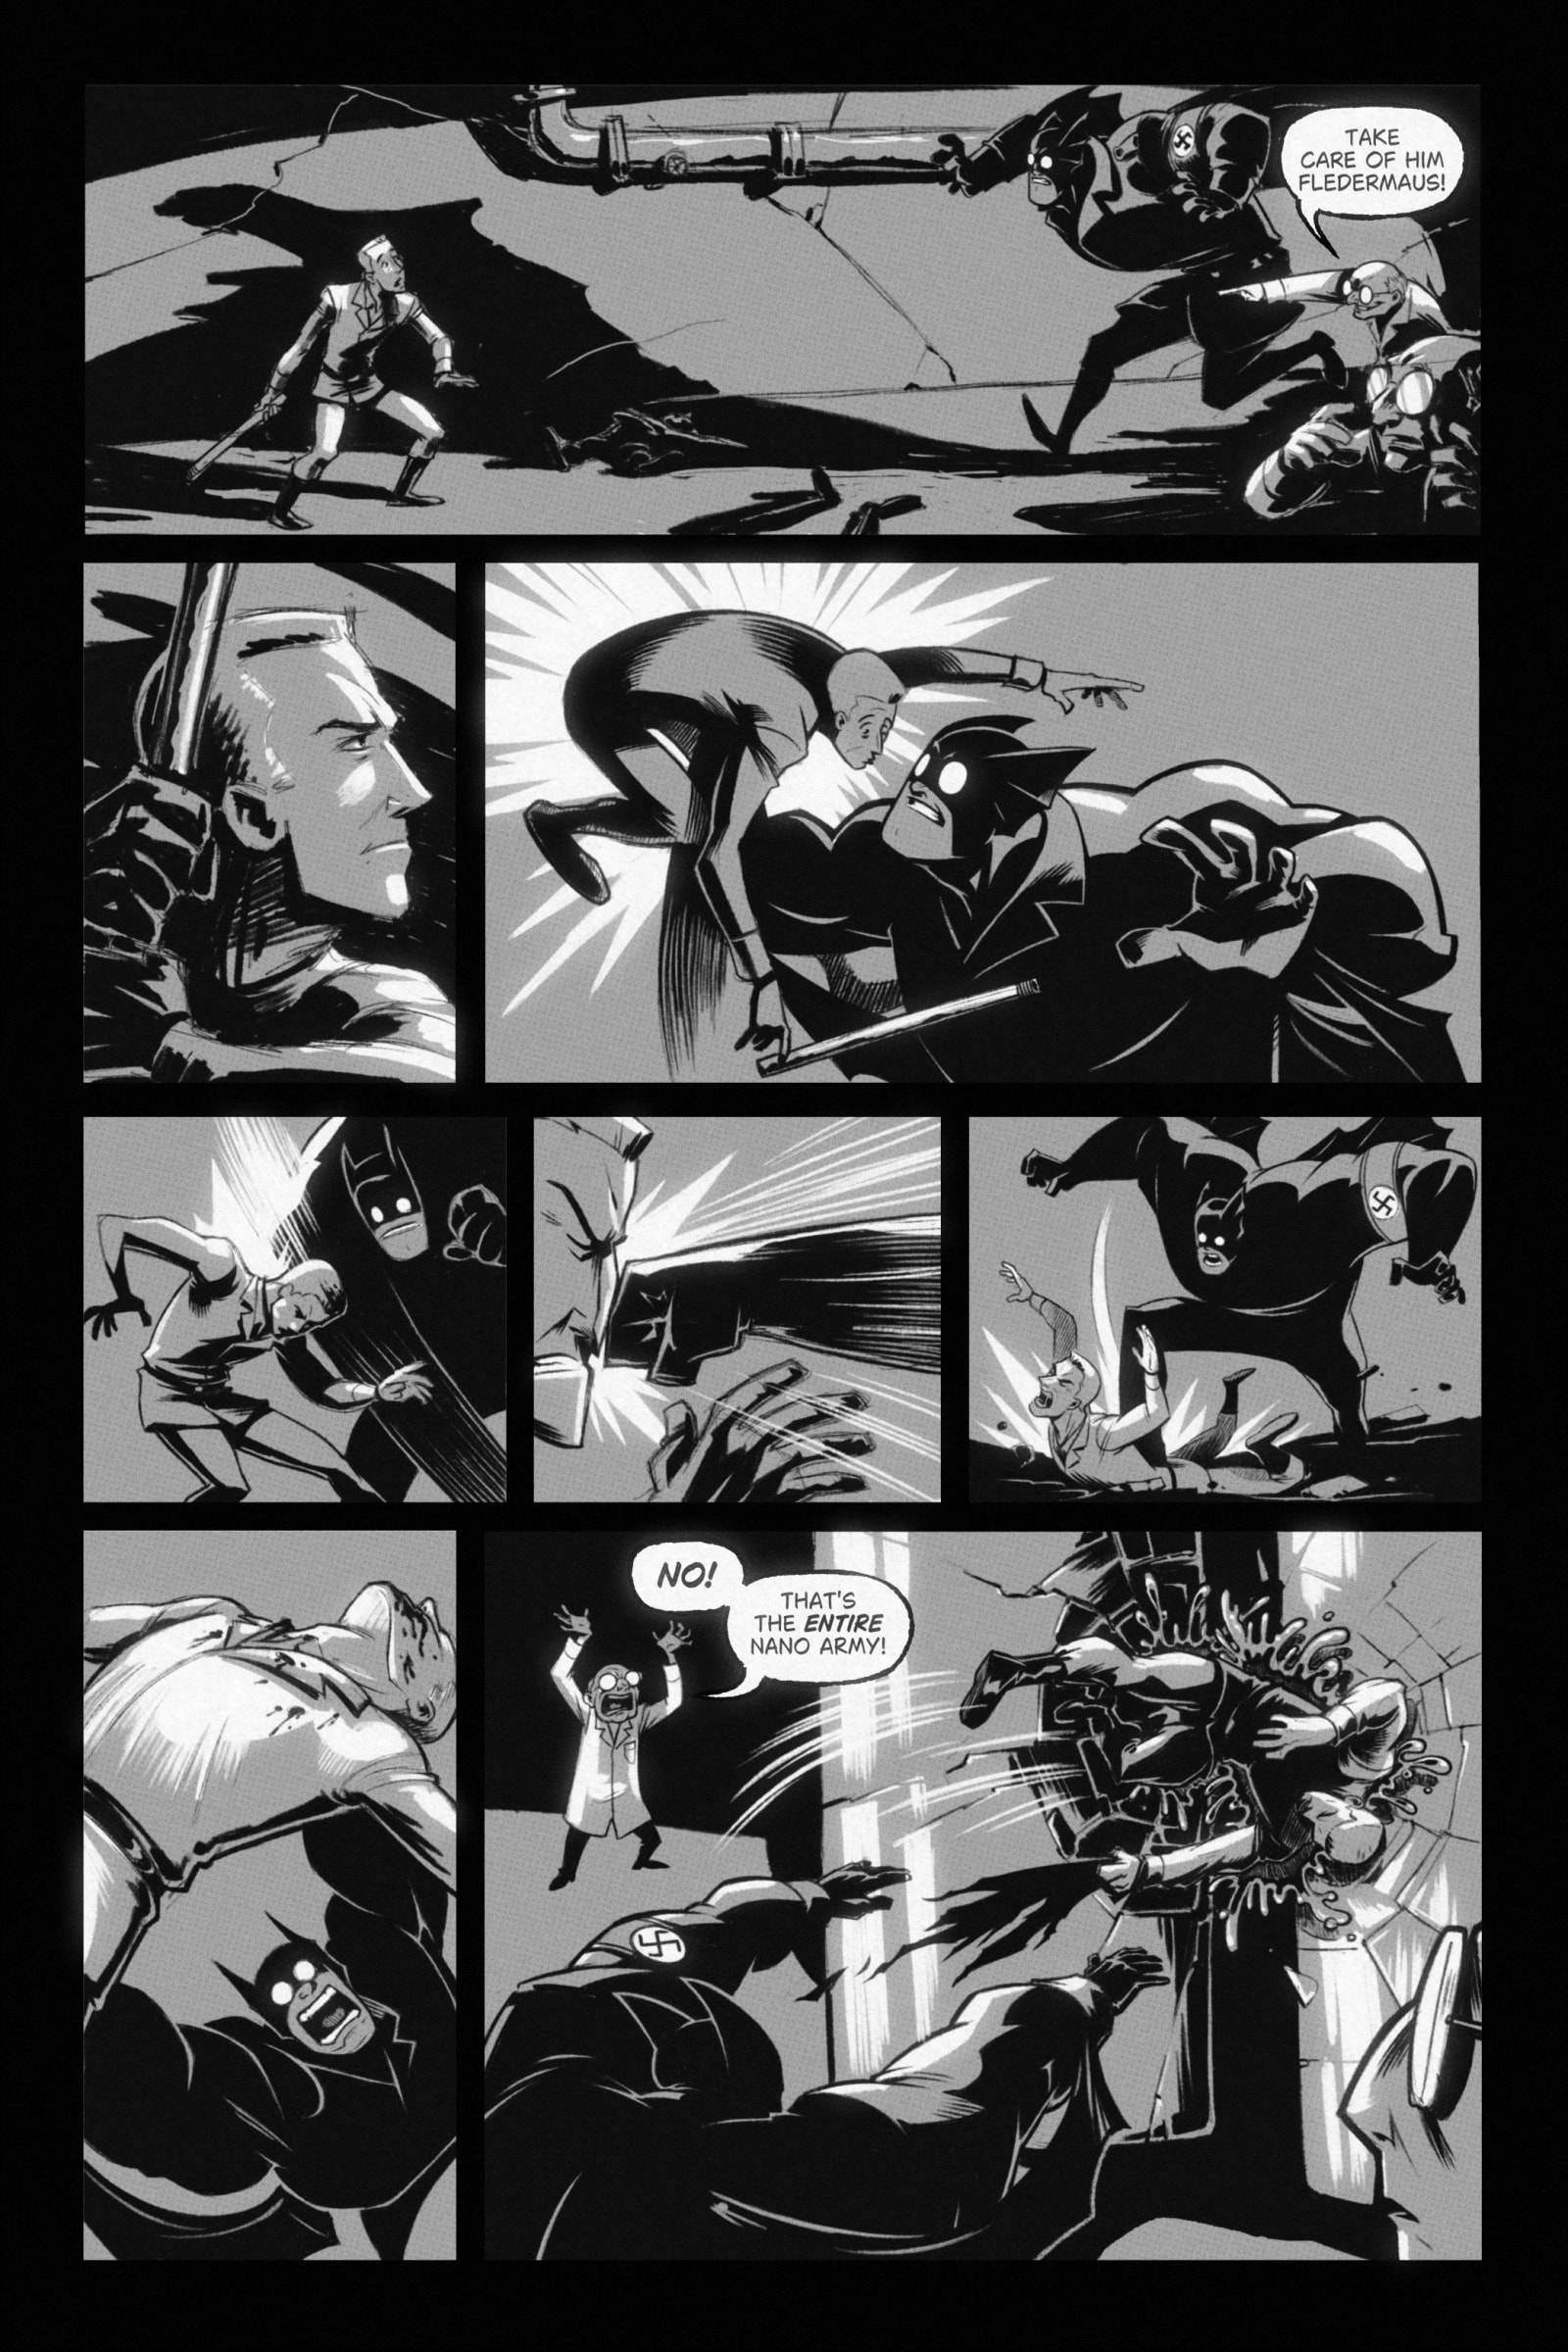 TAKE
CARE OF HIM
FLEDERMAUS!
NO!
THAT'S
THE ENTIRE
NANO ARMY!